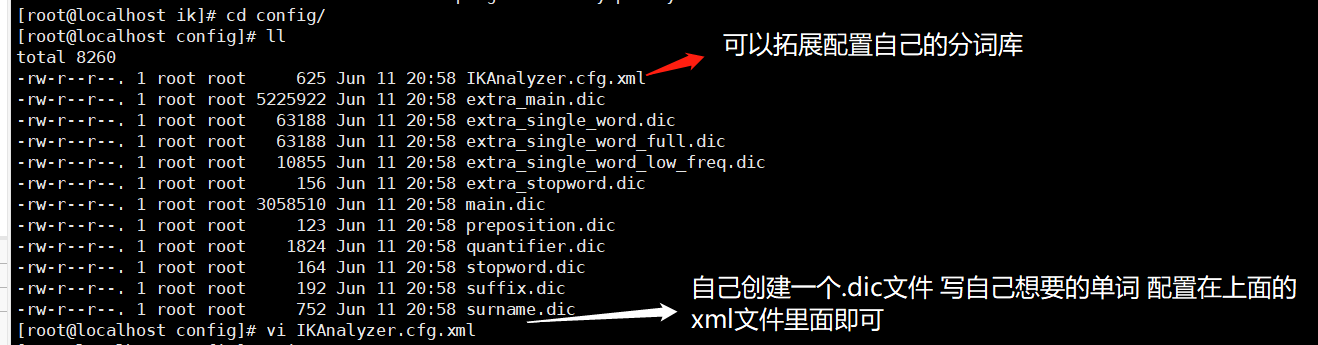 [root@localhost ik]# cd config/
[root@localhost config]# ll
total 8260
-rw-r--r--. 1 root root     625 Jun 11 20:58 IKAnalyzer.cfg.xml
可以拓展配置自己的分词库
-rw-r--r--. 1 root root 5225922 Jun 11 20:58 extra_main.dic
-rw-r--r--. 1 root root   63188 Jun 11 20:58 extra_single_word.dic
-rw-r--r--. 1 root root   63188 Jun 11 20:58 extra_single_word_full.dic
-rw-r--r--. 1 root root   10855 Jun 11 20:58 extra_single_word_low_freq.dic
-rw-r--r--. 1 root root     156 Jun 11 20:58 extra_stopword.dic
-rw-r--r--. 1 root root 3058510 Jun 11 20:58 main.dic
-rw-r--r--. 1 root root     123 Jun 11 20:58 preposition.dic
-rw-r--r--. 1 root root    1824 Jun 11 20:58 quantifier.dic
-rw-r--r--. 1 root root     164 Jun 11 20:58 stopword.dic
-rw-r--r--. 1 root root     192 Jun 11 20:58 suffix.dic
-rw-r--r--. 1 root root     752 Jun 11 20:58 surname.dic
[root@localhost config]# vi IKAnalyzer.cfg.xml
自己创建一个.dic文件 写自己想要的单词 配置在上面的
xml文件里面即可